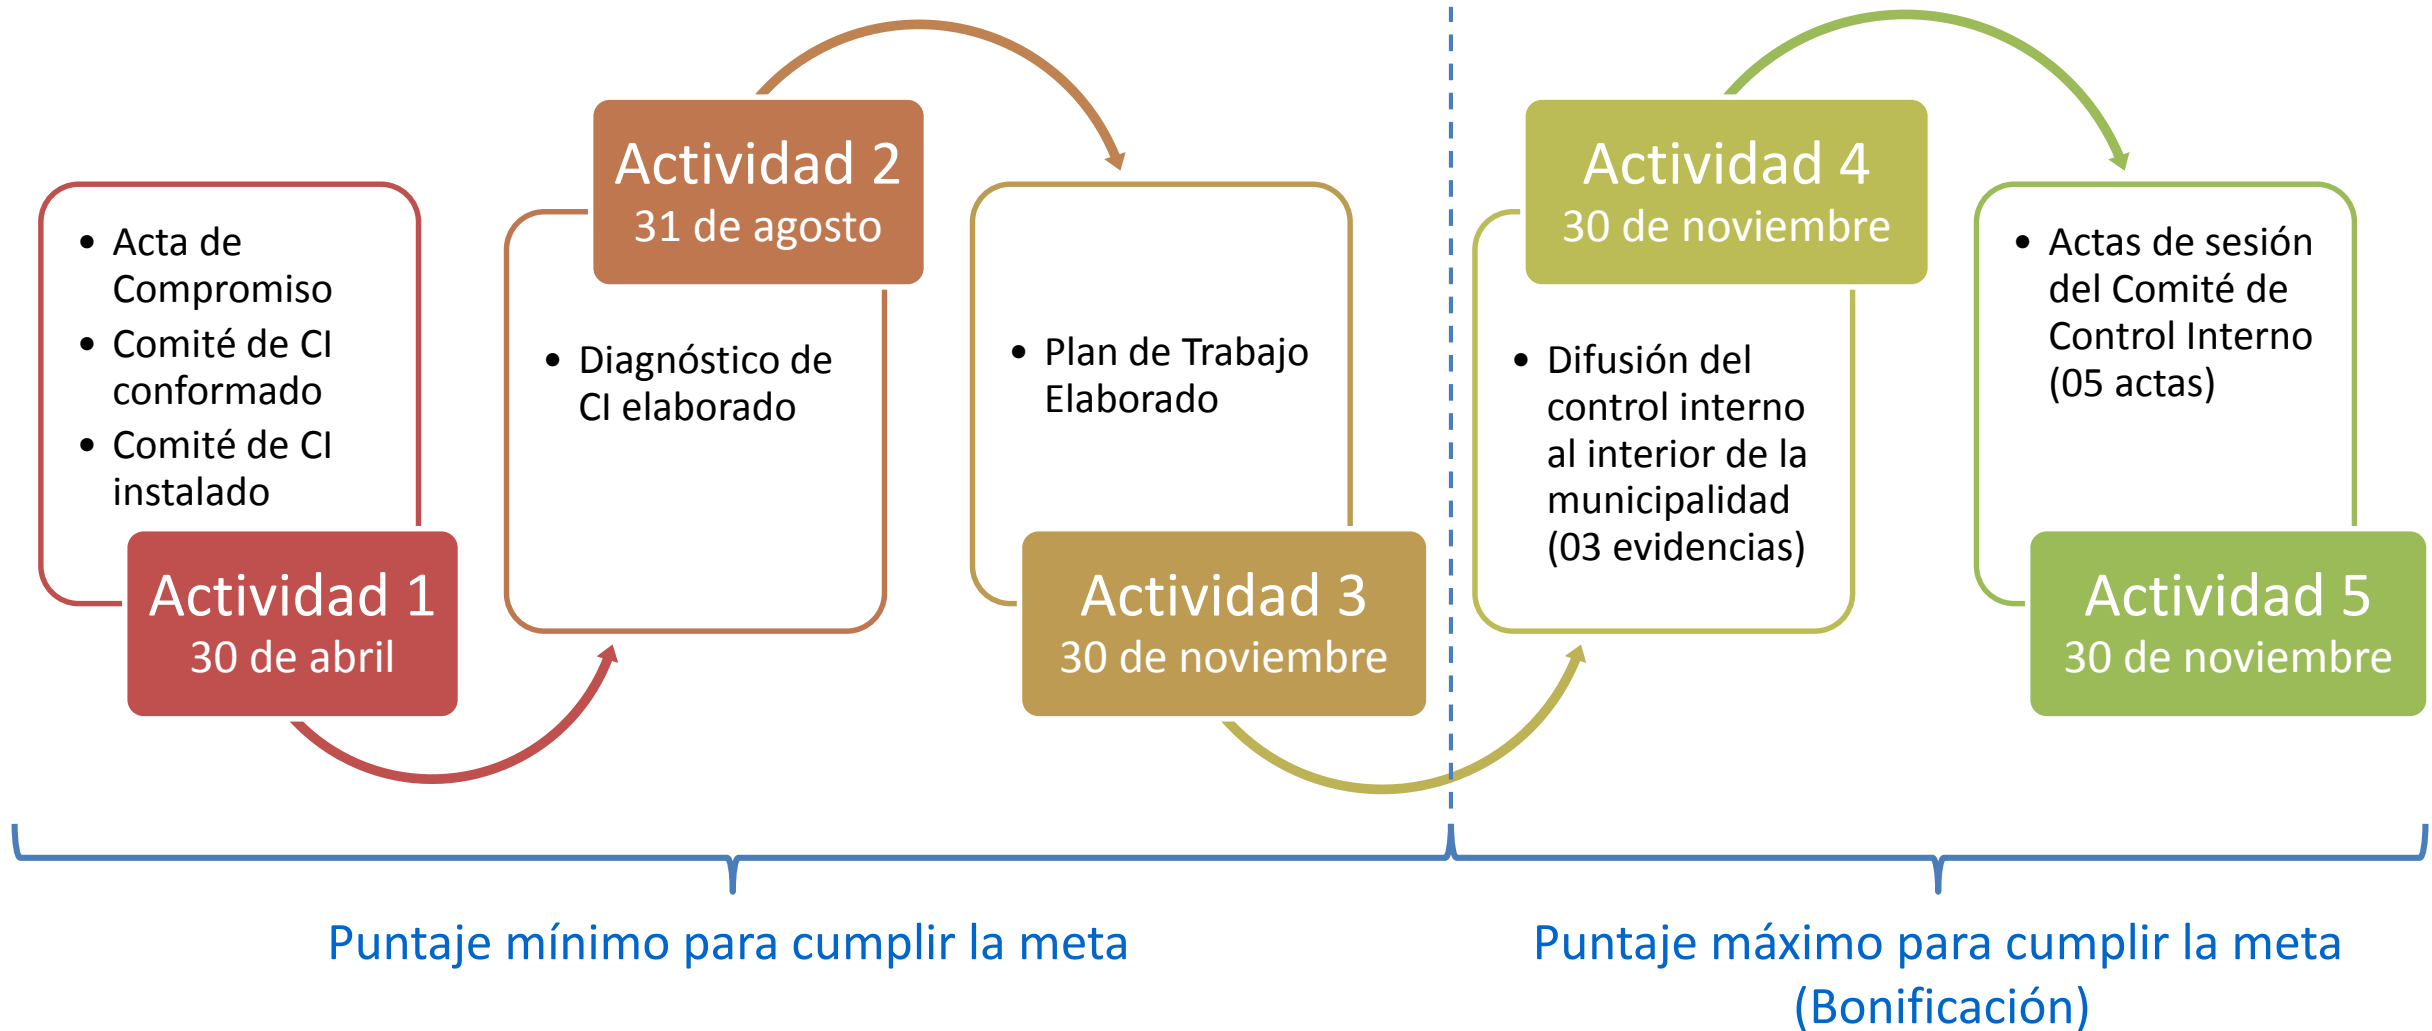 • Acta de
Compromiso
• Comité de CI
conformado
• Comité de CI
instalado
Actividad 1
30 de abril
Actividad 2
31 de agosto
• Diagnóstico de
CI elaborado
• Plan de Trabajo
Elaborado
Actividad 3
30 de noviembre
Actividad 4
30 de noviembre
• Difusión del
control interno
al interior de la
municipalidad
(03 evidencias)
• Actas de sesión
del Comité de
Control Interno
(05 actas)
Actividad 5
30 de noviembre
Puntaje mínimo para cumplir la meta
Puntaje máximo para cumplir la meta
(Bonificación)